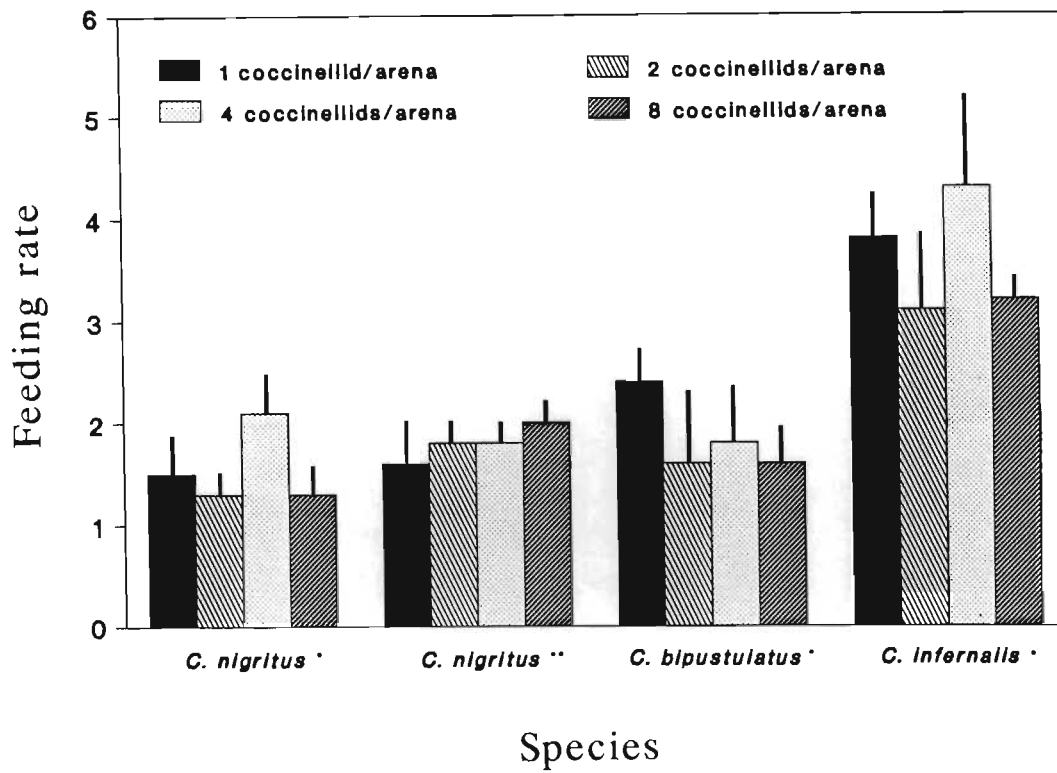 6
5
4
3
2
1
0
Feeding rate
1 coccinellid/arena
2 coccinellids/arena
4 coccinellids/arena
8 coccinellids/arena
C. nigritus *
C. nigritus **
C. bipustulatus *
C. infernalis *
Species